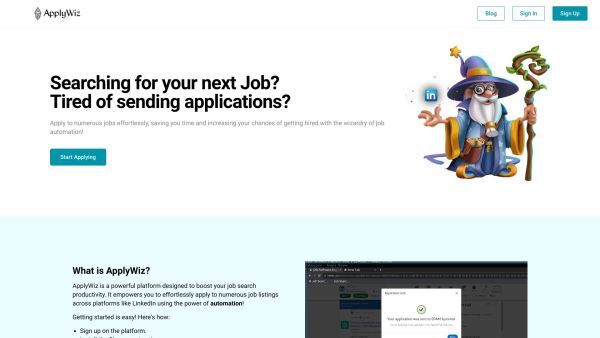 ApplyWiz
Blog
Sign In
Sign Up
Searching for your next Job?
Tired of sending applications?
Apply to numerous jobs effortlessly, saving you time and increasing your chances of getting hired with the wizardry of job
automation!
Start Applying
in
What is ApplyWiz?
ApplyWiz is a powerful platform designed to boost your job search
productivity. It empowers you to effortlessly apply to numerous job listings
across platforms like LinkedIn using the power of automation!
Getting started is easy! Here's how:
• Sign up on the platform.
Your application was sent to